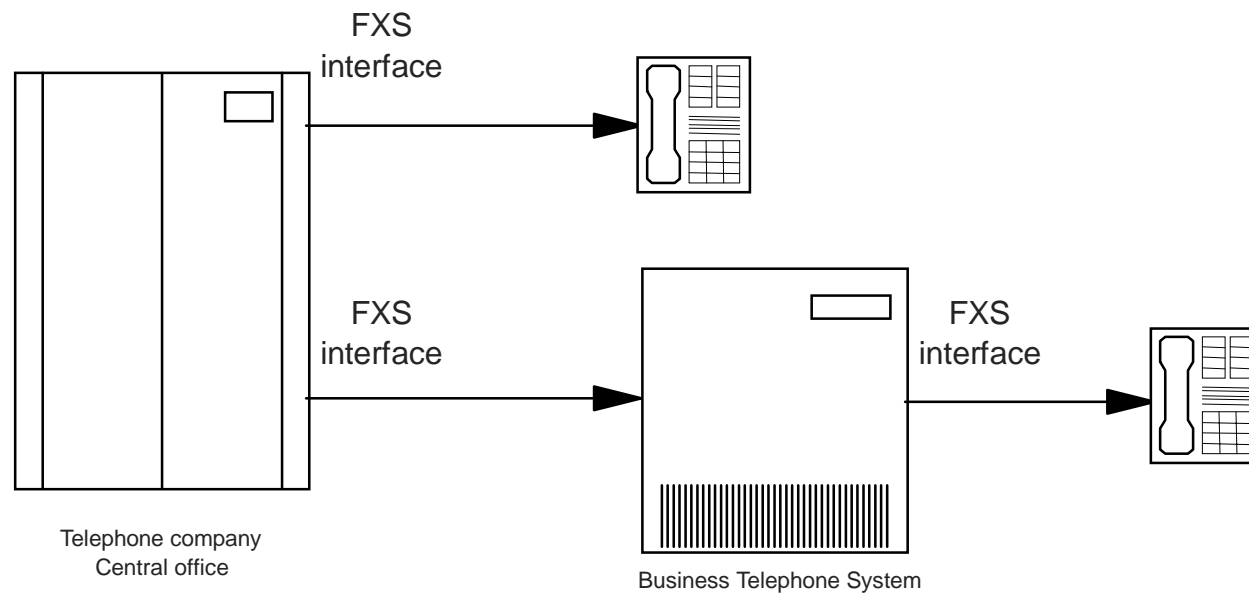 FXS
interface
FXS
interface
FXS
interface
Telephone company
Central office
Business Telephone System